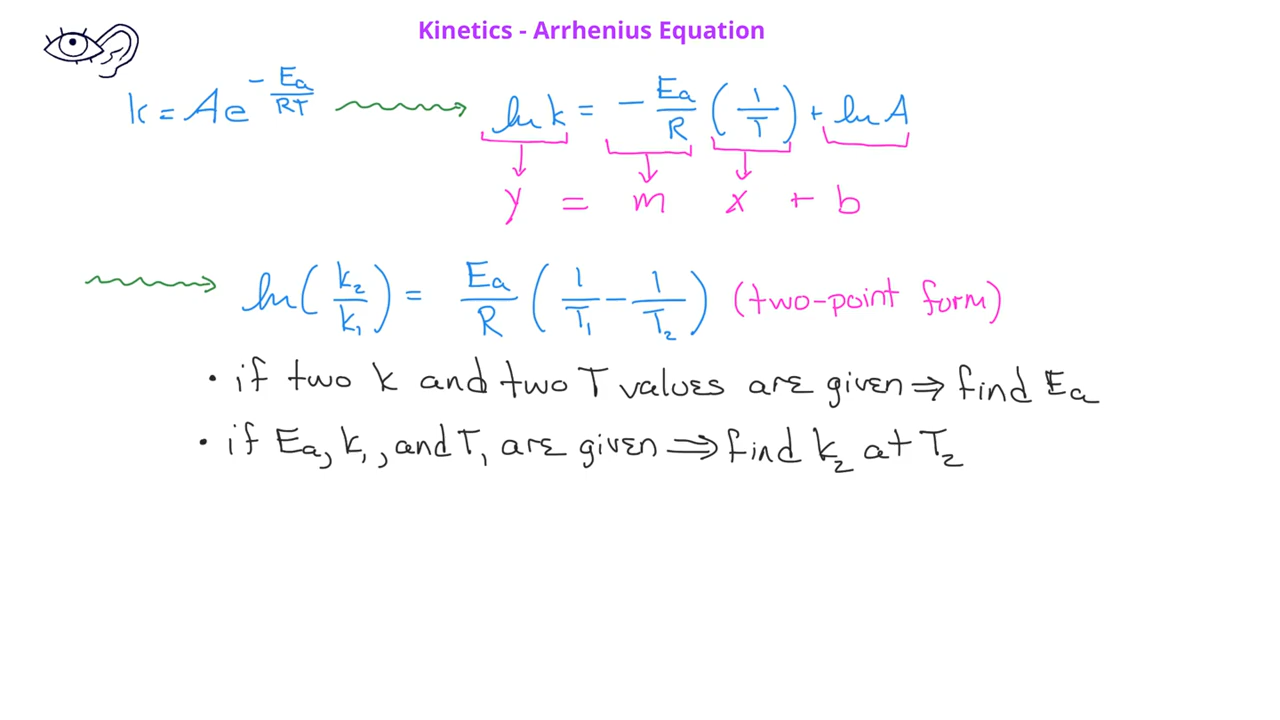 Kinetics - Arrhenius Equation
k = Ae^(-Ea/RT) ln k = - Ea/R (1/T) + ln A
y = m x + b
ln(k₂/k₁) = Ea/R (1/T₁ - 1/T₂) (two-point form)
• if two k and two T values are given ⇒ find Ea
• if Ea, k₁, and T₁ are given ⇒ find k₂ at T₂